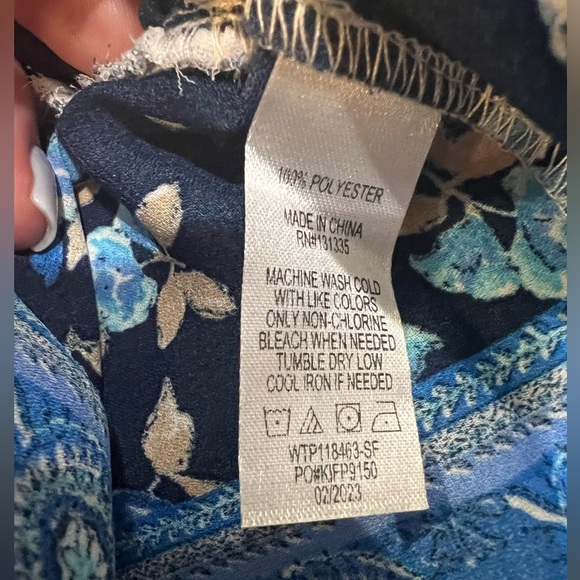 100% POLYESTER
MADE IN CHINA
RN#131335
MACHINE WASH COLD
WITH LIKE COLORS
ONLY NON-CHLORINE
BLEACH WHEN NEEDED
TUMBLE DRY LOW
COOL IRON IF NEEDED
WTP118463-SF
PO#KIFP9150
02/2023